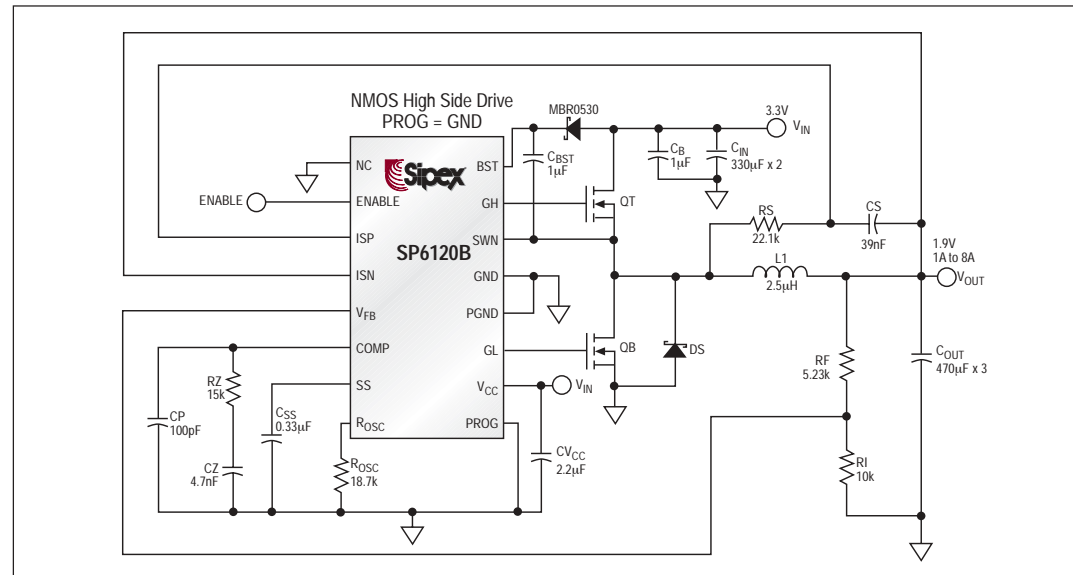 NMOS High Side Drive
PROG = GND
MBR0530
3.3V
VIN
NC
Sipex
BST
CBST
1μF
CB
1μF
CIN
330μF x 2
ENABLE
ENABLE
GH
QT
RS
22.1k
CS
39nF
ISP
SWN
SP6120B
1.9V
1A to 8A
VOUT
ISN
GND
L1
2.5μH
VFB
PGND
COMP
GL
QB
DS
RF
5.23k
COUT
470μF x 3
RZ
15k
SS
VCC
VIN
CP
100pF
CSS
0.33μF
ROSC
PROG
CZ
4.7nF
ROSC
18.7k
CVCC
2.2μF
RI
10k